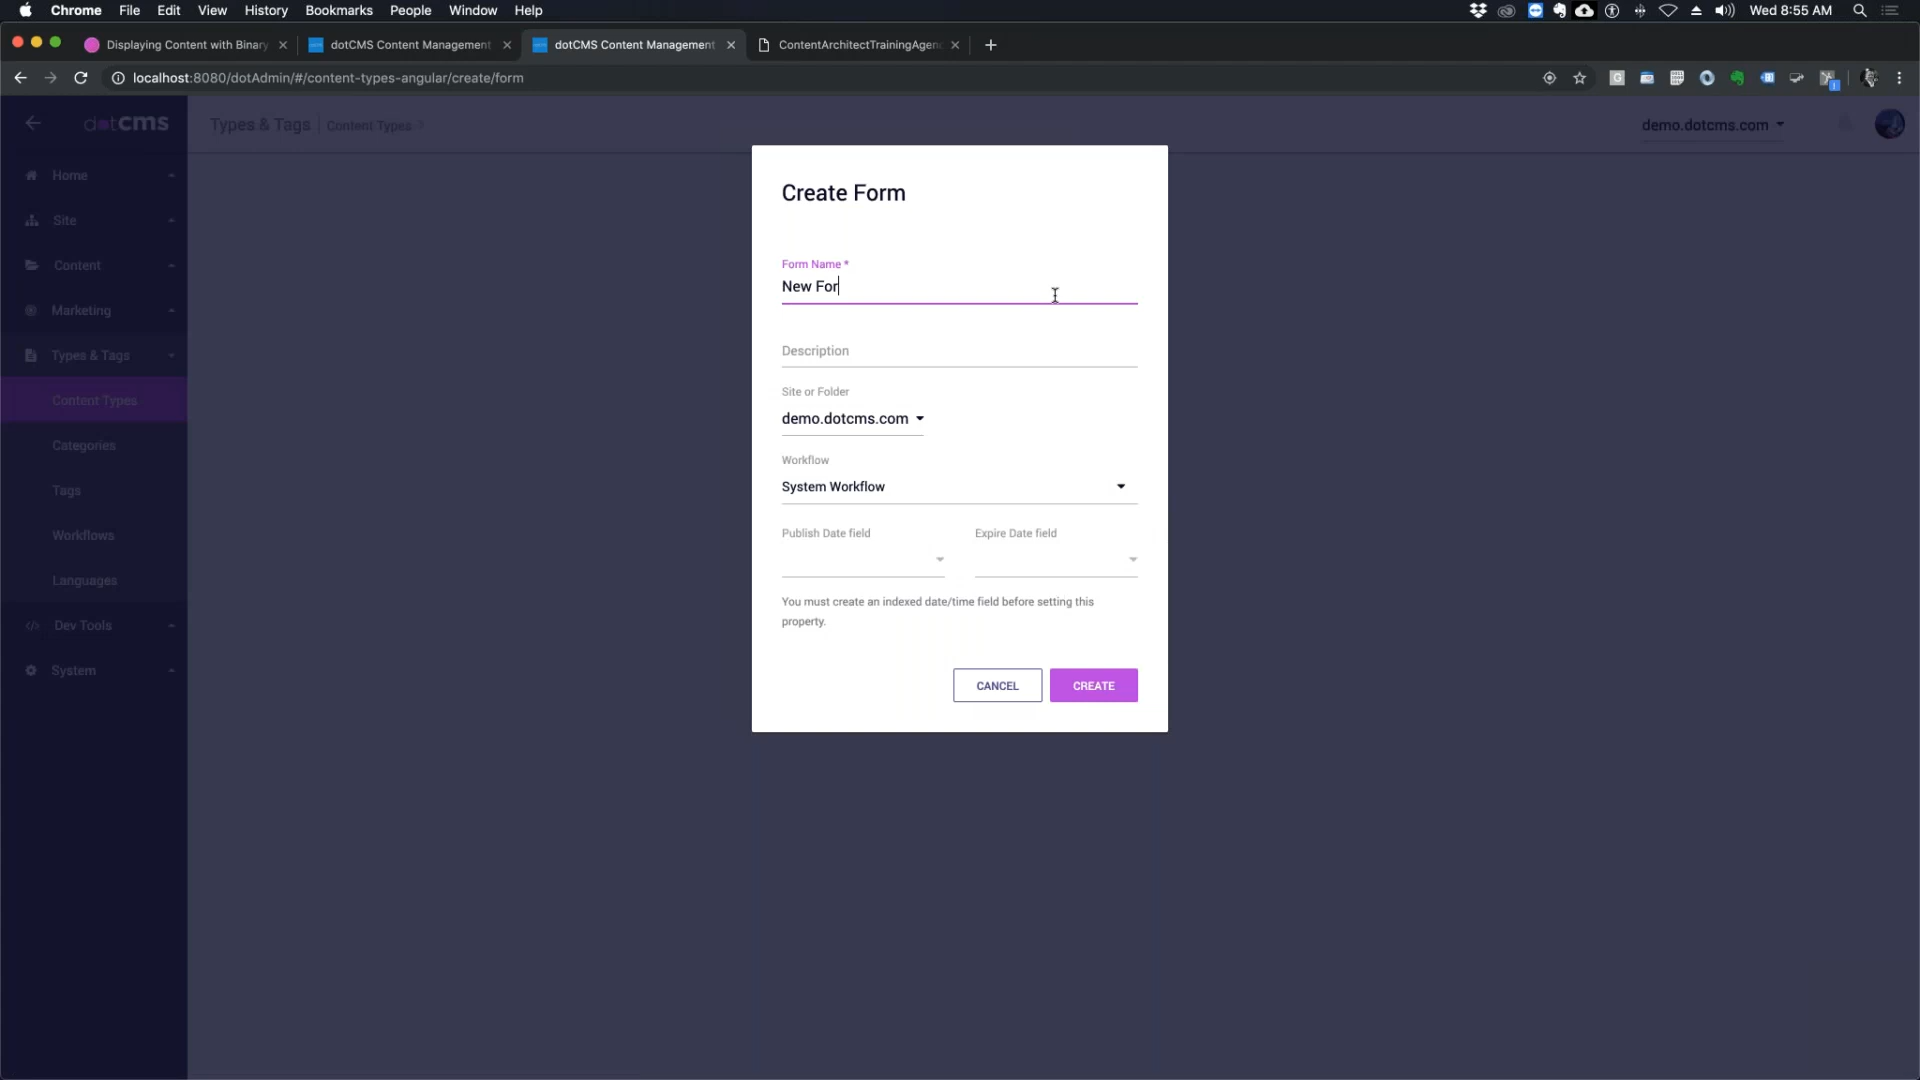 Chrome File Edit View History Bookmarks People Window Help Wed 8:55 AM
Displaying Content with Binary dotCMS Content Management dotCMS Content Management ContentArchitectTrainingAgen
localhost:8080/dotAdmin/#/content-types-angular/create/form
dotCMS Types & Tags Content Types demo.dotcms.com
Home
Site
Content
Marketing
Types & Tags
Content Types
Categories
Tags
Workflows
Languages
Dev Tools
System
Create Form
Form Name *
New For
Description
Site or Folder
demo.dotcms.com
Workflow
System Workflow
Publish Date field Expire Date field
You must create an indexed date/time field before setting this
property.
CANCEL CREATE